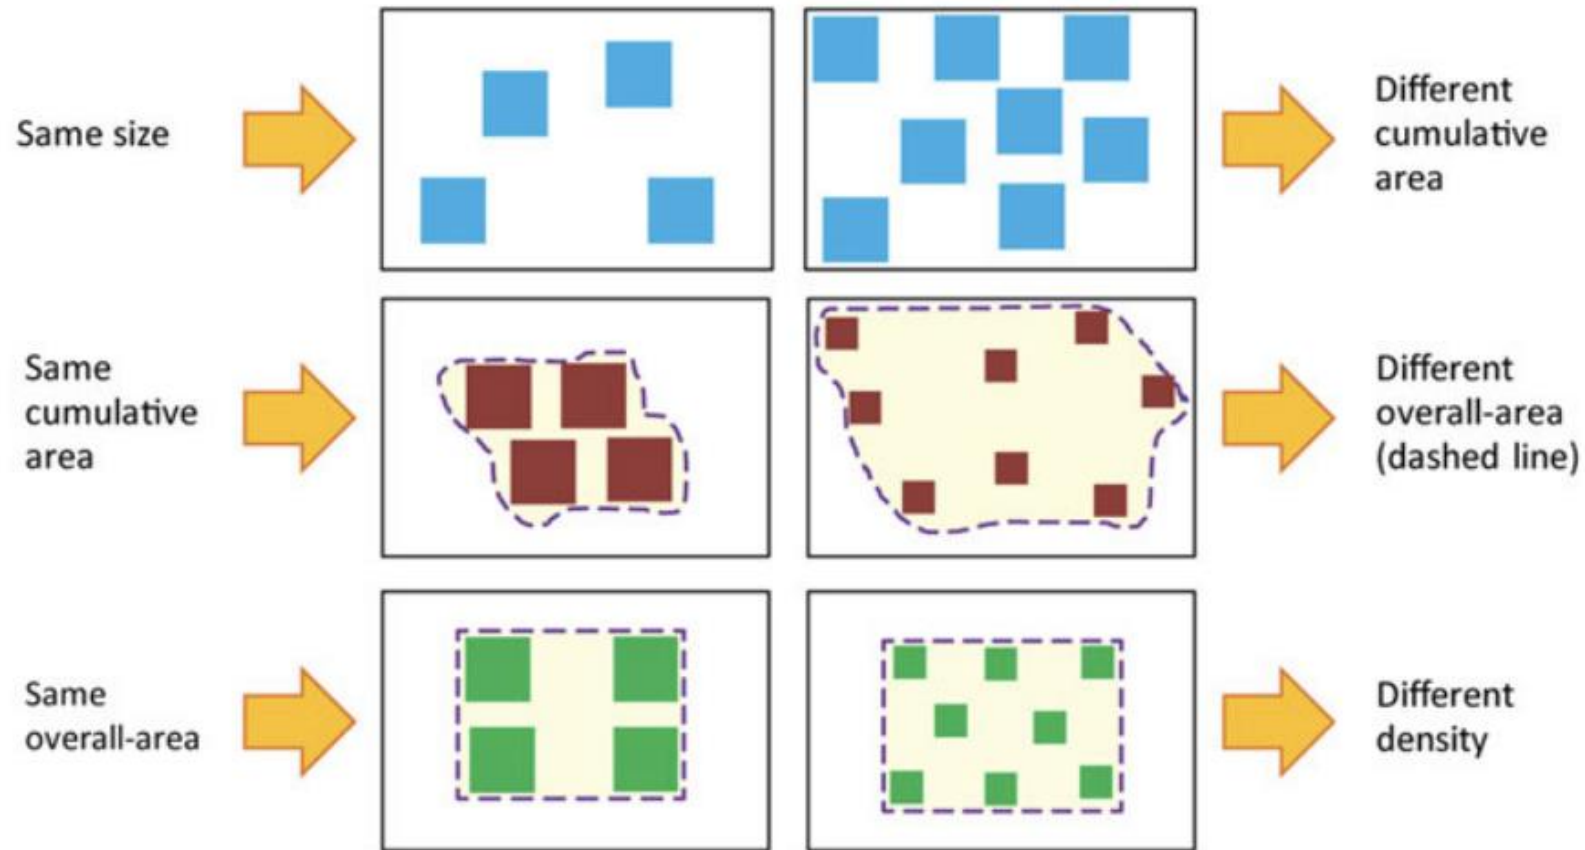 Same size
Different
cumulative
area
Same
cumulative
area
Different
overall-area
(dashed line)
Same
overall-area
Different
density